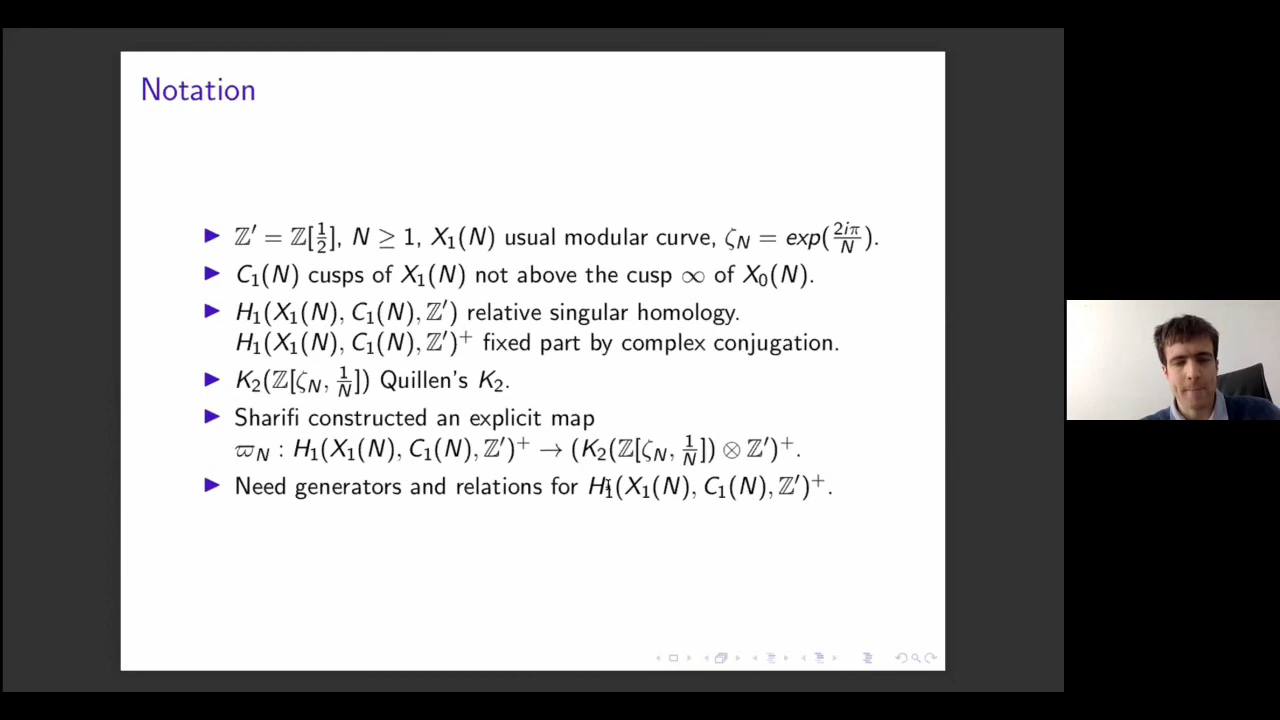 Notation
▶ ℤ′ = ℤ[1/2], N ≥ 1, X₁(N) usual modular curve, ζ_N = exp(2iπ/N).
▶ C₁(N) cusps of X₁(N) not above the cusp ∞ of X₀(N).
▶ H₁(X₁(N), C₁(N), ℤ′) relative singular homology.
H₁(X₁(N), C₁(N), ℤ′)⁺ fixed part by complex conjugation.
▶ K₂(ℤ[ζ_N, 1/N]) Quillen's K₂.
▶ Sharifi constructed an explicit map
ϖ_N : H₁(X₁(N), C₁(N), ℤ′)⁺ → (K₂(ℤ[ζ_N, 1/N]) ⊗ ℤ′)⁺.
▶ Need generators and relations for H₁(X₁(N), C₁(N), ℤ′)⁺.